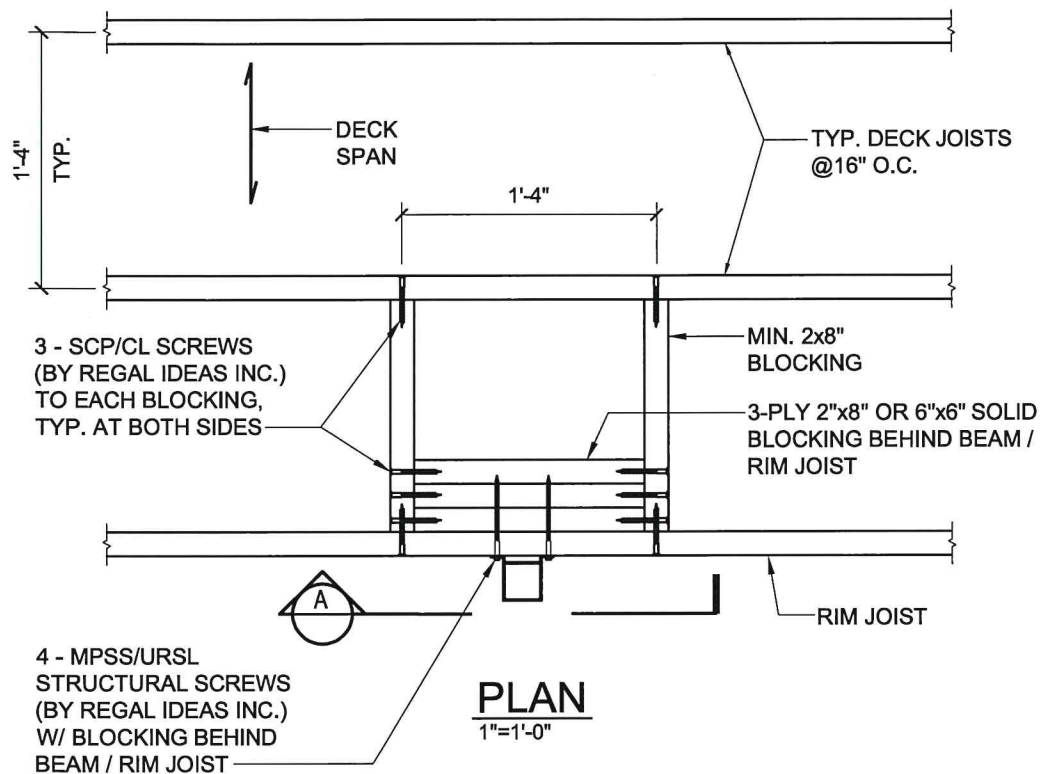 1'-4"
TYP.
DECK
SPAN
TYP. DECK JOISTS
@16" O.C.
1'-4"
3 - SCP/CL SCREWS
(BY REGAL IDEAS INC.)
TO EACH BLOCKING,
TYP. AT BOTH SIDES
MIN. 2x8"
BLOCKING
3-PLY 2"x8" OR 6"x6" SOLID
BLOCKING BEHIND BEAM /
RIM JOIST
A
RIM JOIST
4 - MPSS/URSL
STRUCTURAL SCREWS
(BY REGAL IDEAS INC.)
W/ BLOCKING BEHIND
BEAM / RIM JOIST
PLAN
1"=1'-0"